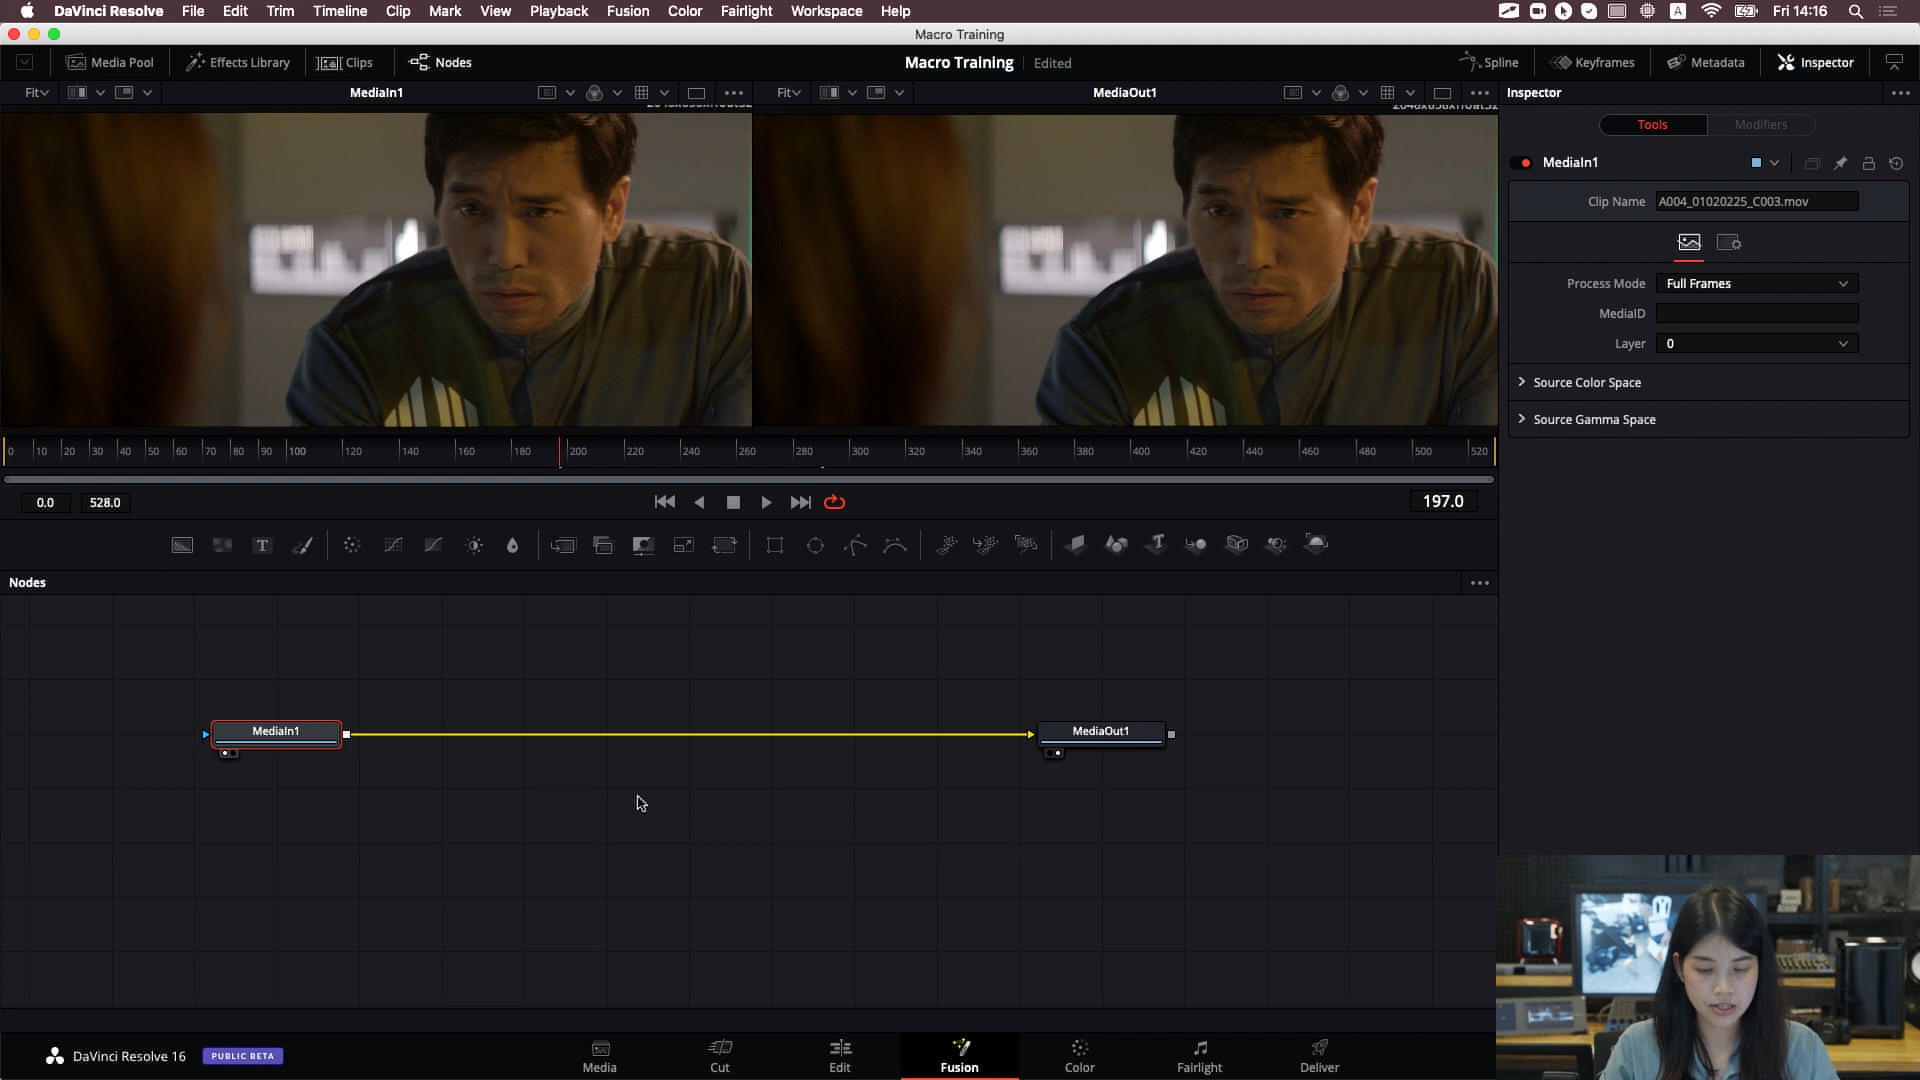 DaVinci Resolve File Edit Trim Timeline Clip Mark View Playback Fusion Color Fairlight Workspace Help A Fri 14:16
Macro Training
Media Pool Effects Library Clips Nodes Macro Training Edited Spline Keyframes Metadata Inspector
Fit MediaIn1 Fit MediaOut1 Inspector
Tools Modifiers
MediaIn1
Clip Name A004_01020225_C003.mov
Process Mode Full Frames
MediaID
Layer 0
Source Color Space
Source Gamma Space
0 10 20 30 40 50 60 70 80 90 100 120 140 160 180 200 220 240 260 280 300 320 340 360 380 400 420 440 460 480 500 520
0.0 528.0 197.0
T T
Nodes
MediaIn1 MediaOut1
DaVinci Resolve 16 PUBLIC BETA
Media Cut Edit Fusion Color Fairlight Deliver